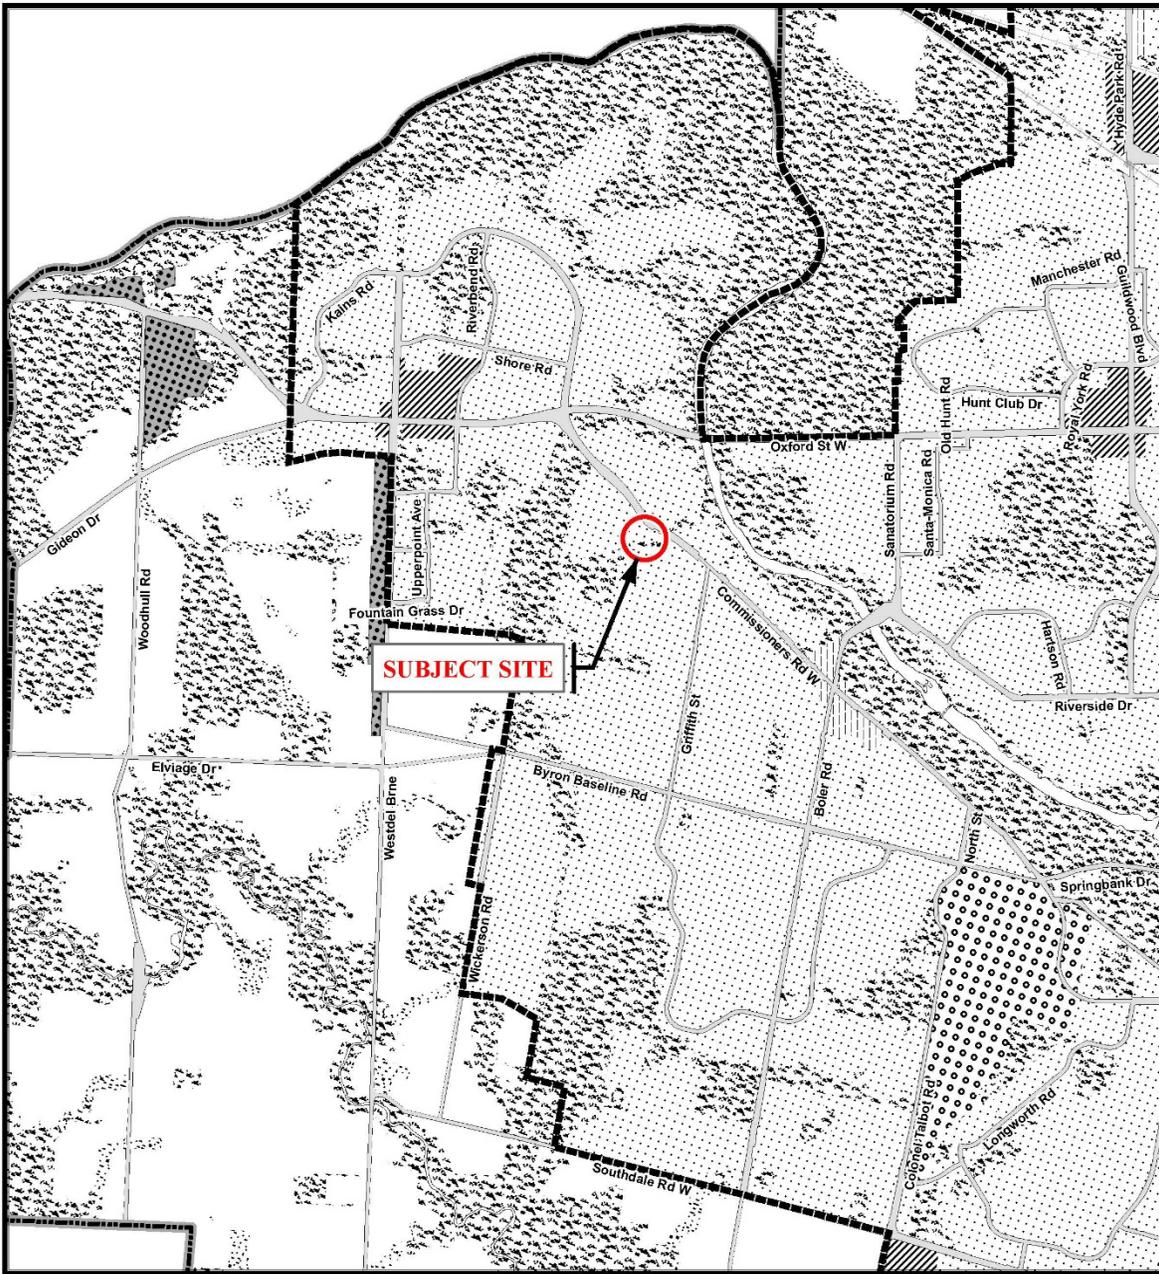 Hyde Park Rd
Manchester Rd
Guildwood Blvd
Riverbend Rd
Kains Rd
Shore Rd
Hunt Club Dr
Old Hunt Rd
Royal York Rd
Oxford St W
Sanatorium Rd
Santa-Monica Rd
Gideon Dr
Upperpoint Ave
Woodhull Rd
Fountain Grass Dr
Commissioners Rd W
Hartson Rd
SUBJECT SITE
Griffith St
Riverside Dr
Elviage Dr
Byron Baseline Rd
Boler Rd
Westdel Brne
North St
Springbank Dr
Wickerson Rd
Colonel Talbot Rd
Longworth Rd
Southdale Rd W